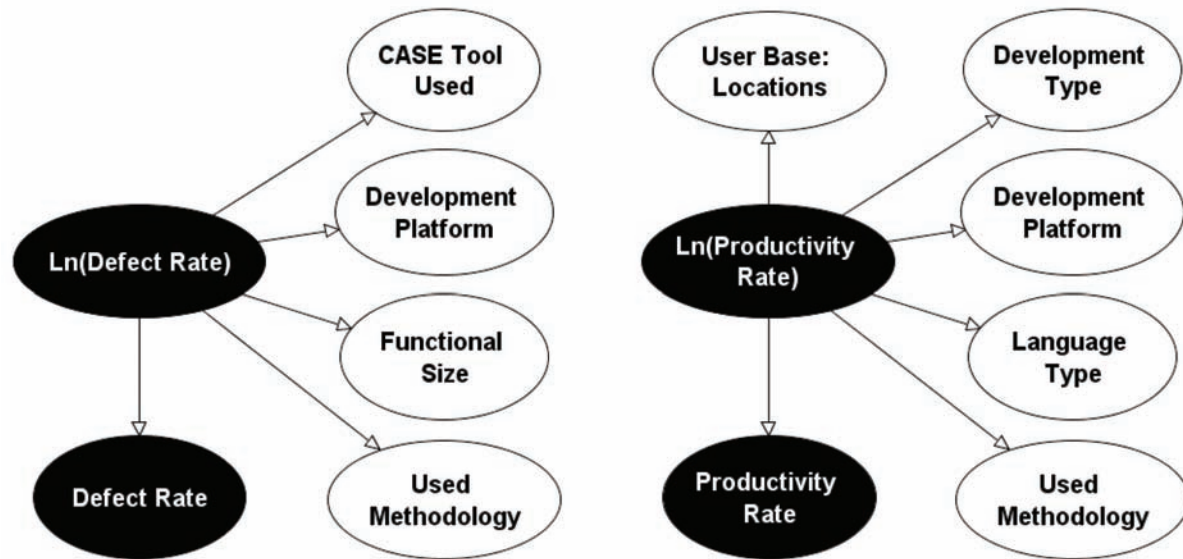 CASE Tool
Used
Development
Platform
Ln(Defect Rate)
Functional
Size
Defect Rate
Used
Methodology
User Base:
Locations
Development
Type
Development
Platform
Ln(Productivity
Rate)
Language
Type
Productivity
Rate
Used
Methodology